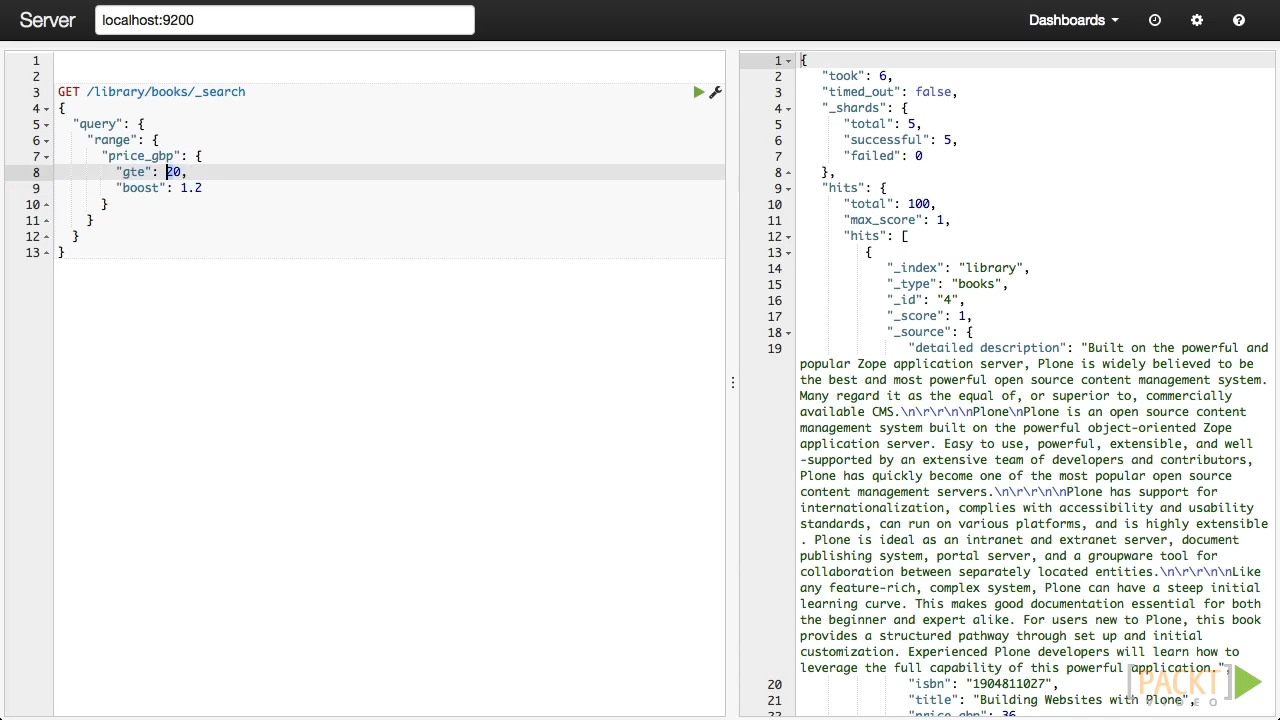 Server
localhost:9200
Dashboards
1
2
3 GET /library/books/_search
4 {
5 "query": {
6 "range": {
7 "price_gbp": {
8 "gte": 20,
9 "boost": 1.2
10 }
11 }
12 }
13 }
1 {
2 "took": 6,
3 "timed_out": false,
4 "_shards": {
5 "total": 5,
6 "successful": 5,
7 "failed": 0
8 },
9 "hits": {
10 "total": 100,
11 "max_score": 1,
12 "hits": [
13 {
14 "_index": "library",
15 "_type": "books",
16 "_id": "4",
17 "_score": 1,
18 "_source": {
19 "detailed description": "Built on the powerful and
popular Zope application server, Plone is widely believed to be
the best and most powerful open source content management system.
Many regard it as the equal of, or superior to, commercially
available CMS.\n\r\r\n\nPlone\nPlone is an open source content
management system built on the powerful object-oriented Zope
application server. Easy to use, powerful, extensible, and well
-supported by an extensive team of developers and contributors,
Plone has quickly become one of the most popular open source
content management servers.\n\r\r\n\nPlone has support for
internationalization, complies with accessibility and usability
standards, can run on various platforms, and is highly extensible
. Plone is ideal as an intranet and extranet server, document
publishing system, portal server, and a groupware tool for
collaboration between separately located entities.\n\r\r\n\nLike
any feature-rich, complex system, Plone can have a steep initial
learning curve. This makes good documentation essential for both
the beginner and expert alike. For users new to Plone, this book
provides a structured pathway through set up and initial
customization. Experienced Plone developers will learn how to
leverage the full capability of this powerful application.",
20 "isbn": "1904811027",
21 "title": "Building Websites with Plone",
22 "price_gbp": 36,
[PACKT]
VIDEO